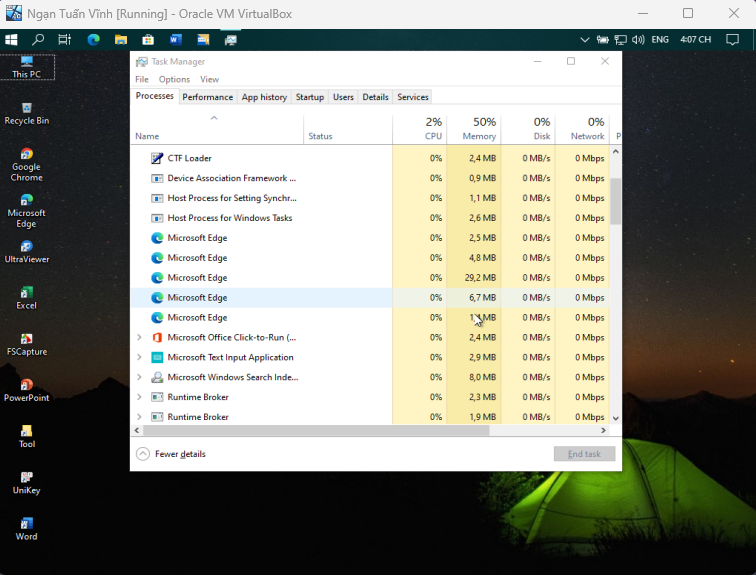 Ngạn Tuấn Vĩnh [Running] - Oracle VM VirtualBox
ENG 4:07 CH
This PC
Recycle Bin
Google Chrome
Microsoft Edge
UltraViewer
Excel
FSCapture
PowerPoint
Tool
UniKey
Word
Task Manager
File Options View
Processes Performance App history Startup Users Details Services
2% 50% 0% 0%
Name Status CPU Memory Disk Network P
CTF Loader 0% 2,4 MB 0 MB/s 0 Mbps
Device Association Framework ... 0% 0,9 MB 0 MB/s 0 Mbps
Host Process for Setting Synchr... 0% 1,1 MB 0 MB/s 0 Mbps
Host Process for Windows Tasks 0% 2,6 MB 0 MB/s 0 Mbps
Microsoft Edge 0% 2,5 MB 0 MB/s 0 Mbps
Microsoft Edge 0% 4,8 MB 0 MB/s 0 Mbps
Microsoft Edge 0% 29,2 MB 0 MB/s 0 Mbps
Microsoft Edge 0% 6,7 MB 0 MB/s 0 Mbps
Microsoft Edge 0% MB 0 MB/s 0 Mbps
Microsoft Office Click-to-Run (... 0% 2,4 MB 0 MB/s 0 Mbps
Microsoft Text Input Application 0% 2,9 MB 0 MB/s 0 Mbps
Microsoft Windows Search Inde... 0% 8,0 MB 0 MB/s 0 Mbps
Runtime Broker 0% 2,3 MB 0 MB/s 0 Mbps
Runtime Broker 0% 1,9 MB 0 MB/s 0 Mbps
Fewer details End task